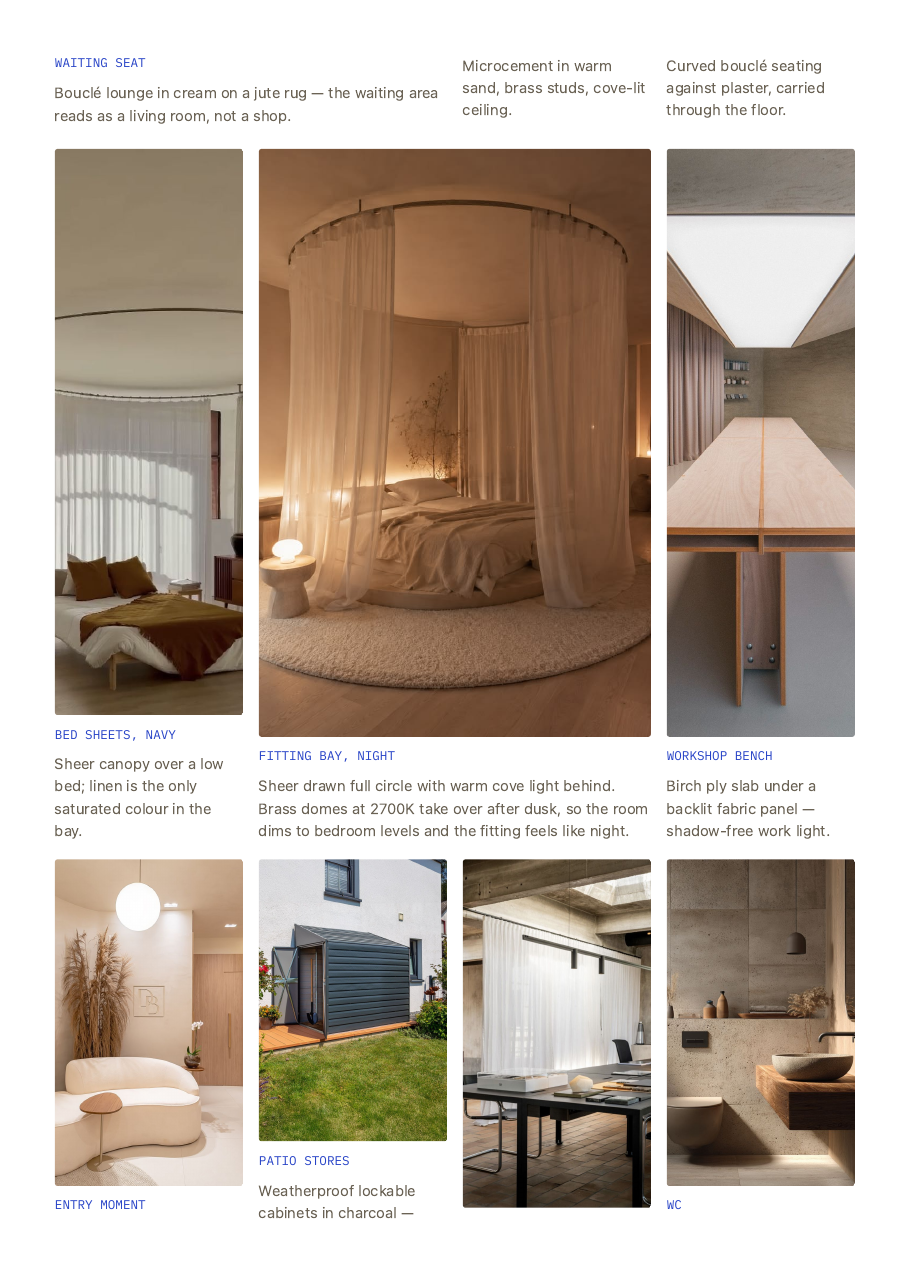 WAITING SEAT
Bouclé lounge in cream on a jute rug — the waiting area
reads as a living room, not a shop.
Microcement in warm
sand, brass studs, cove-lit
ceiling.
Curved bouclé seating
against plaster, carried
through the floor.
BED SHEETS, NAVY
Sheer canopy over a low
bed; linen is the only
saturated colour in the
bay.
FITTING BAY, NIGHT
Sheer drawn full circle with warm cove light behind.
Brass domes at 2700K take over after dusk, so the room
dims to bedroom levels and the fitting feels like night.
WORKSHOP BENCH
Birch ply slab under a
backlit fabric panel —
shadow-free work light.
ENTRY MOMENT
PATIO STORES
Weatherproof lockable
cabinets in charcoal —
WC